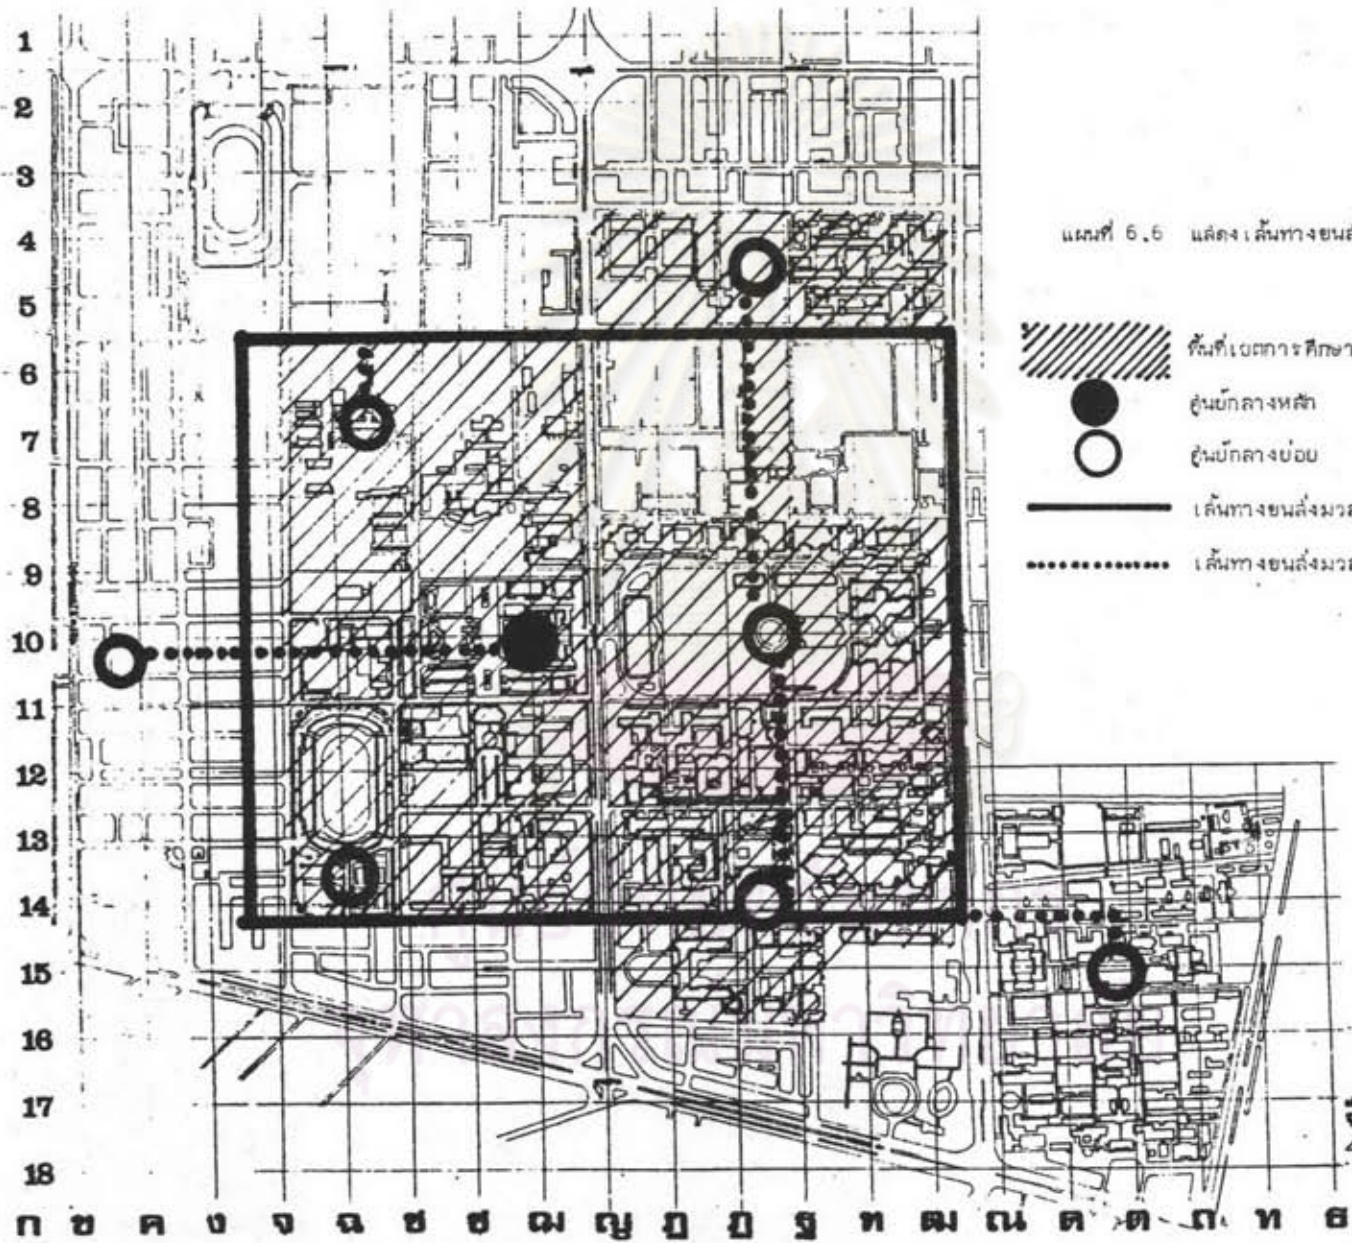 1
2
3
4
5
6
7
8
9
10
11
12
13
14
15
16
17
18
ก ข ค ง จ ฉ ช ซ ฌ ญ ฎ ฏ ฐ ท ฒ ณ ด ต ถ ท ธ
แผนที่ 6.6 แสดงเส้นทางขนส่
พื้นที่เขตการศึกษา
ศูนย์กลางหลัก
ศูนย์กลางย่อย
เส้นทางขนส่งมวล
เส้นทางขนส่งมวล